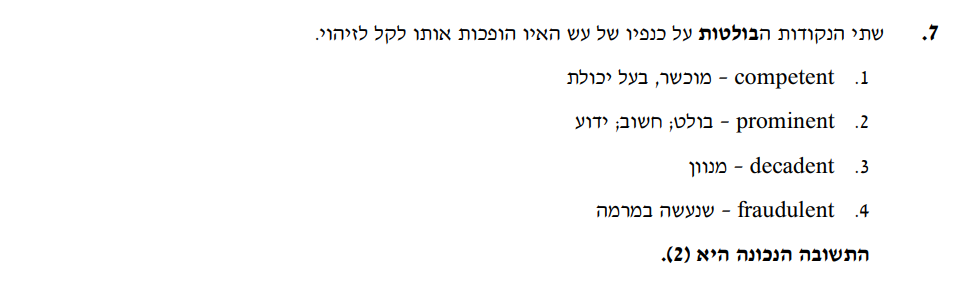 7. שתי הנקודות הבולטות על כנפיו של עש האיו הופכות אותו לקל לזיהוי.
1. competent – מוכשר, בעל יכולת
2. prominent – בולט; חשוב; ידוע
3. decadent – מנוון
4. fraudulent – שנעשה במרמה
התשובה הנכונה היא (2).